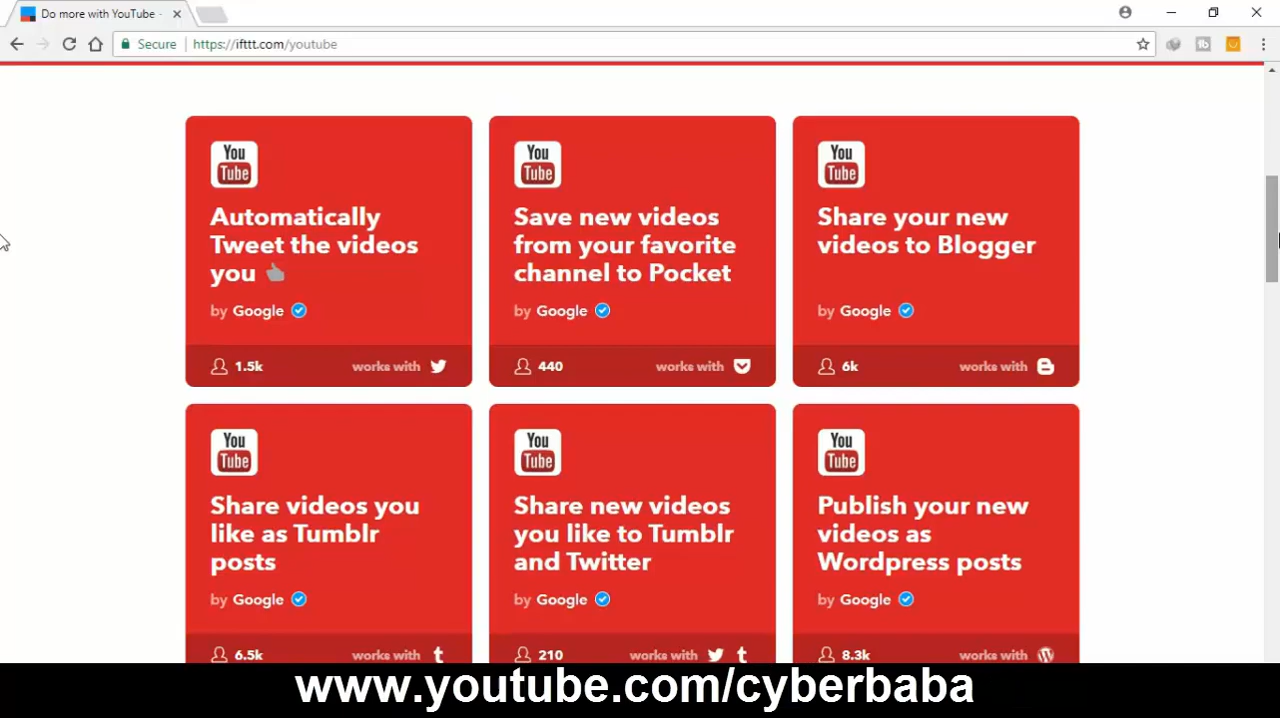 Do more with YouTube -
Secure
https://ifttt.com/youtube
You
Tube
Automatically
Tweet the videos
you
by Google
1.5k
works with
You
Tube
Save new videos
from your favorite
channel to Pocket
by Google
440
works with
You
Tube
Share your new
videos to Blogger
by Google
6k
works with
You
Tube
Share videos you
like as Tumblr
posts
by Google
6.5k
works with
t
You
Tube
Share new videos
you like to Tumblr
and Twitter
by Google
210
works with
t
You
Tube
Publish your new
videos as
Wordpress posts
by Google
8.3k
works with
www.youtube.com/cyberbaba